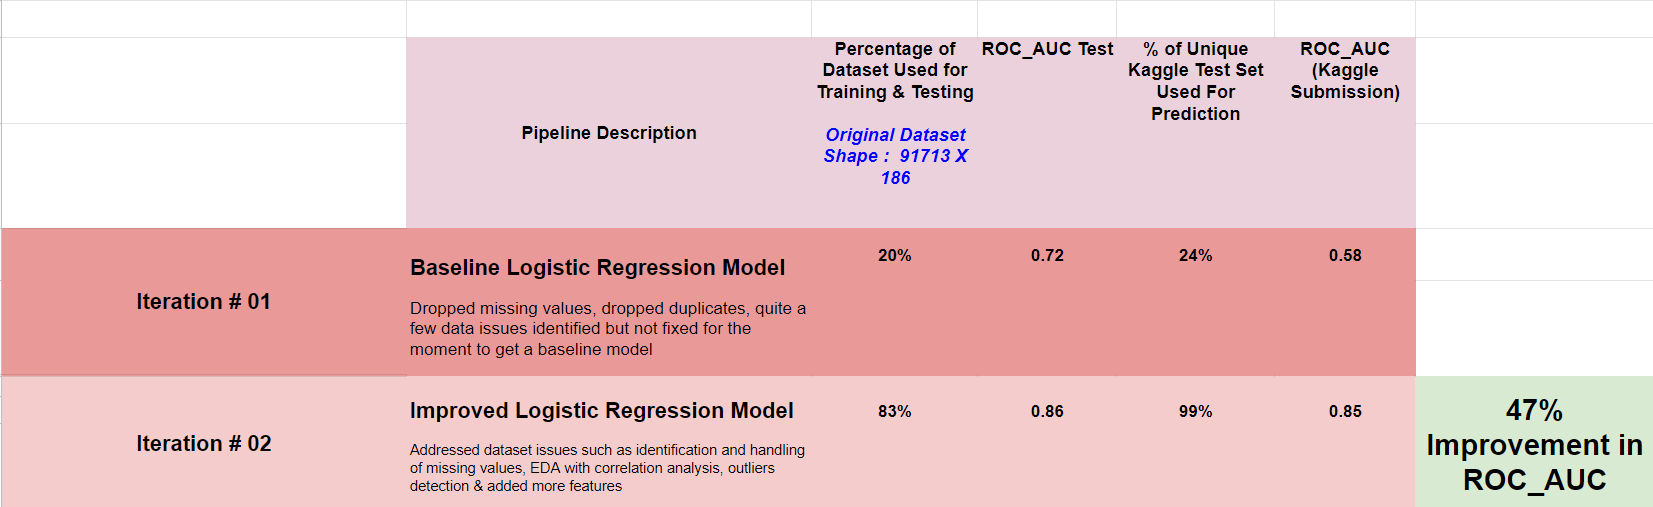 Pipeline Description
Percentage of
Dataset Used for
Training & Testing
Original Dataset
Shape :  91713 X
186
ROC_AUC Test
% of Unique
Kaggle Test Set
Used For
Prediction
ROC_AUC
(Kaggle
Submission)
Iteration # 01
Baseline Logistic Regression Model
Dropped missing values, dropped duplicates, quite a
few data issues identified but not fixed for the
moment to get a baseline model
20%
0.72
24%
0.58
Iteration # 02
Improved Logistic Regression Model
Addressed dataset issues such as identification and handling
of missing values, EDA with correlation analysis, outliers
detection & added more features
83%
0.86
99%
0.85
47%
Improvement in
ROC_AUC